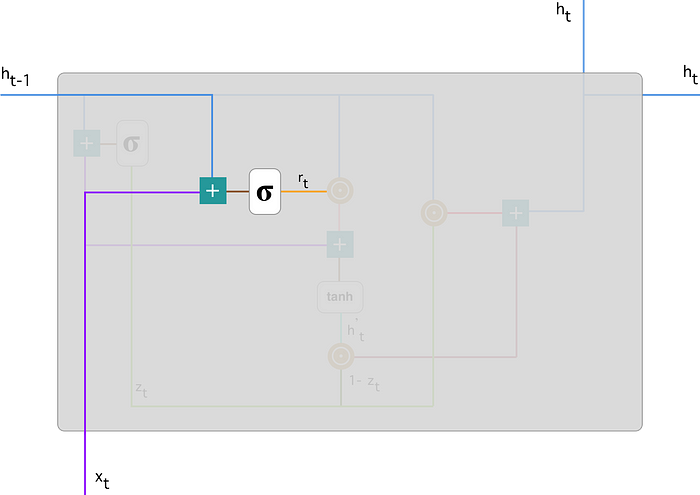 h_t
h_t-1
h_t
σ
+
+
σ
r_t
+
+
tanh
h'_t
1- z_t
z_t
x_t